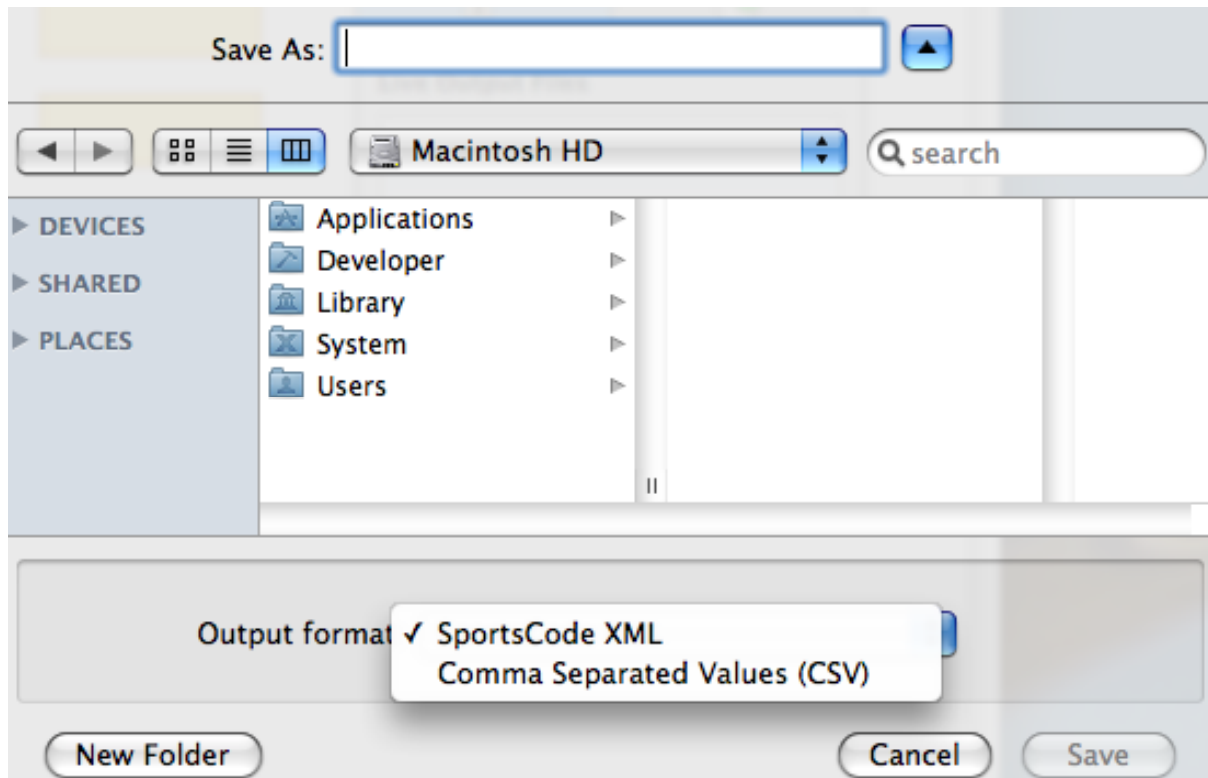 Save As:
Macintosh HD
search
DEVICES
SHARED
PLACES
Applications
Developer
Library
System
Users
Output format
✓ SportsCode XML
Comma Separated Values (CSV)
New Folder
Cancel
Save